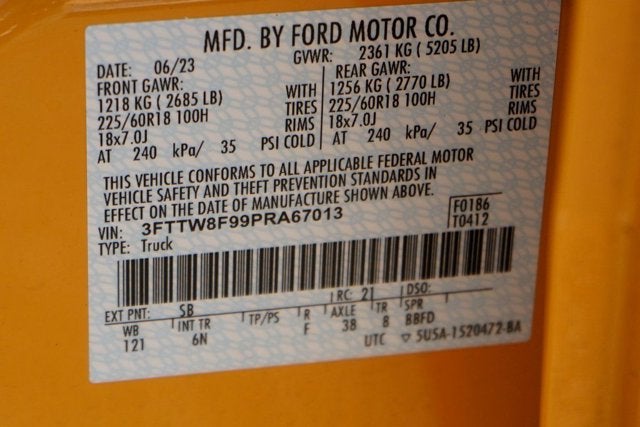 MFD. BY FORD MOTOR CO.
DATE: 06/23 GVWR: 2361 KG ( 5205 LB)
FRONT GAWR: REAR GAWR:
1218 KG ( 2685 LB) WITH 1256 KG ( 2770 LB) WITH
225/60R18 100H TIRES 225/60R18 100H TIRES
18x7.0J RIMS 18x7.0J RIMS
AT 240 kPa/ 35 PSI COLD AT 240 kPa/ 35 PSI COLD
THIS VEHICLE CONFORMS TO ALL APPLICABLE FEDERAL MOTOR
VEHICLE SAFETY AND THEFT PREVENTION STANDARDS IN
EFFECT ON THE DATE OF MANUFACTURE SHOWN ABOVE.
VIN: 3FTTW8F99PRA67013 F0186
TYPE: Truck T0412
EXT PNT: SB RC: 21 DSO:
WB INT TR TP/PS R AXLE TR SPR
121 6N F 38 8 BBFD
UTC ▽ 5U5A-1520472-BA